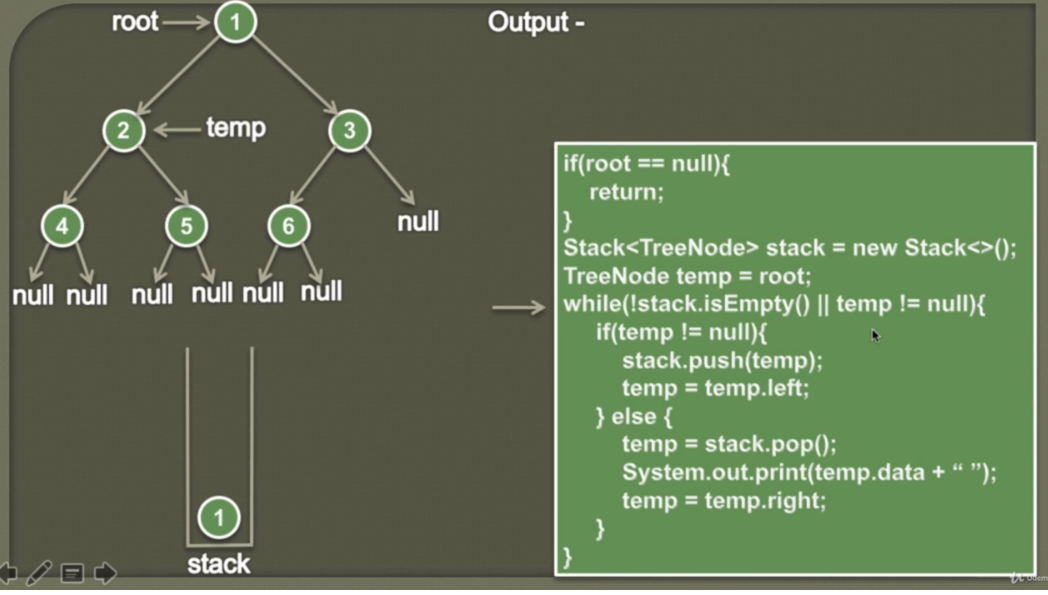 root
1
Output -
2
temp
3
4
5
6
null
null
null
null
null
null
null
if(root == null){
return;
}
Stack<TreeNode> stack = new Stack<>();
TreeNode temp = root;
while(!stack.isEmpty() || temp != null){
if(temp != null){
stack.push(temp);
temp = temp.left;
} else {
temp = stack.pop();
System.out.print(temp.data + “ ”);
temp = temp.right;
}
}
1
stack
Udemy